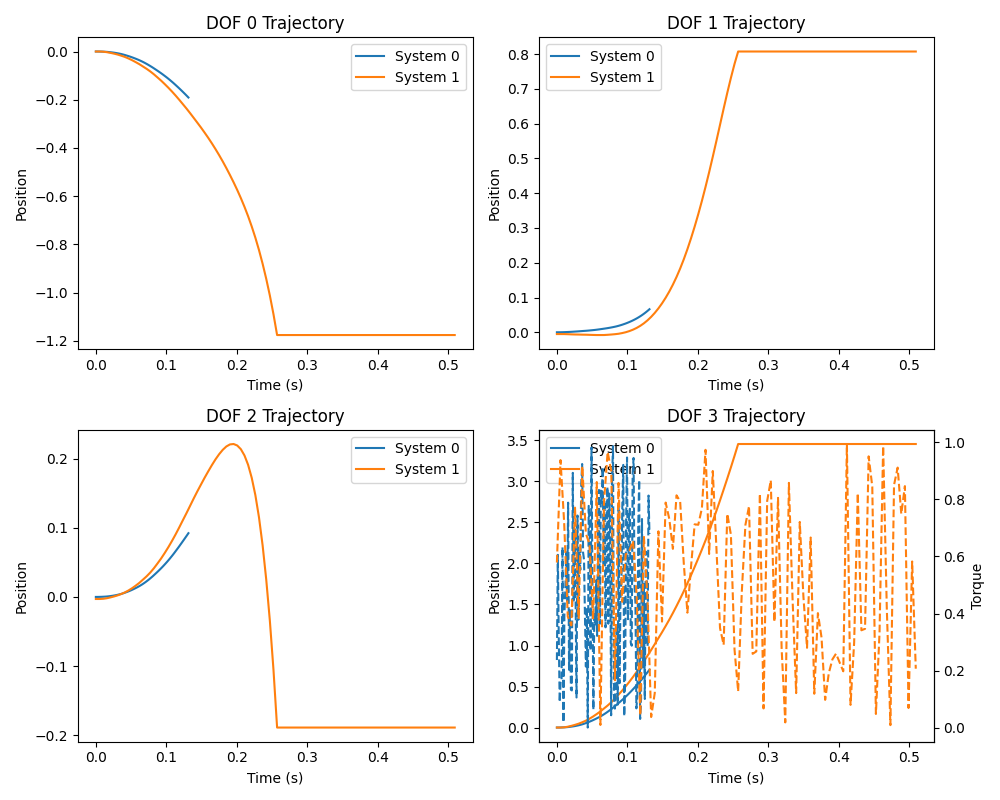 DOF 0 Trajectory
0.0
−0.2
−0.4
−0.6
−0.8
−1.0
−1.2
Position
System 0
System 1
0.0 0.1 0.2 0.3 0.4 0.5
Time (s)
DOF 1 Trajectory
0.8
0.7
0.6
0.5
0.4
0.3
0.2
0.1
0.0
Position
System 0
System 1
0.0 0.1 0.2 0.3 0.4 0.5
Time (s)
DOF 2 Trajectory
0.2
0.1
0.0
−0.1
−0.2
Position
System 0
System 1
0.0 0.1 0.2 0.3 0.4 0.5
Time (s)
DOF 3 Trajectory
3.5
3.0
2.5
2.0
1.5
1.0
0.5
0.0
Position
System 0
System 1
1.0
0.8
0.6
0.4
0.2
0.0
Torque
0.0 0.1 0.2 0.3 0.4 0.5
Time (s)